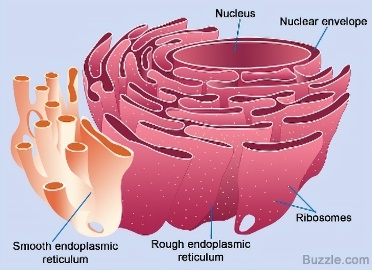 Nucleus
Nuclear envelope
Ribosomes
Smooth endoplasmic
reticulum
Rough endoplasmic
reticulum
Buzzle.com